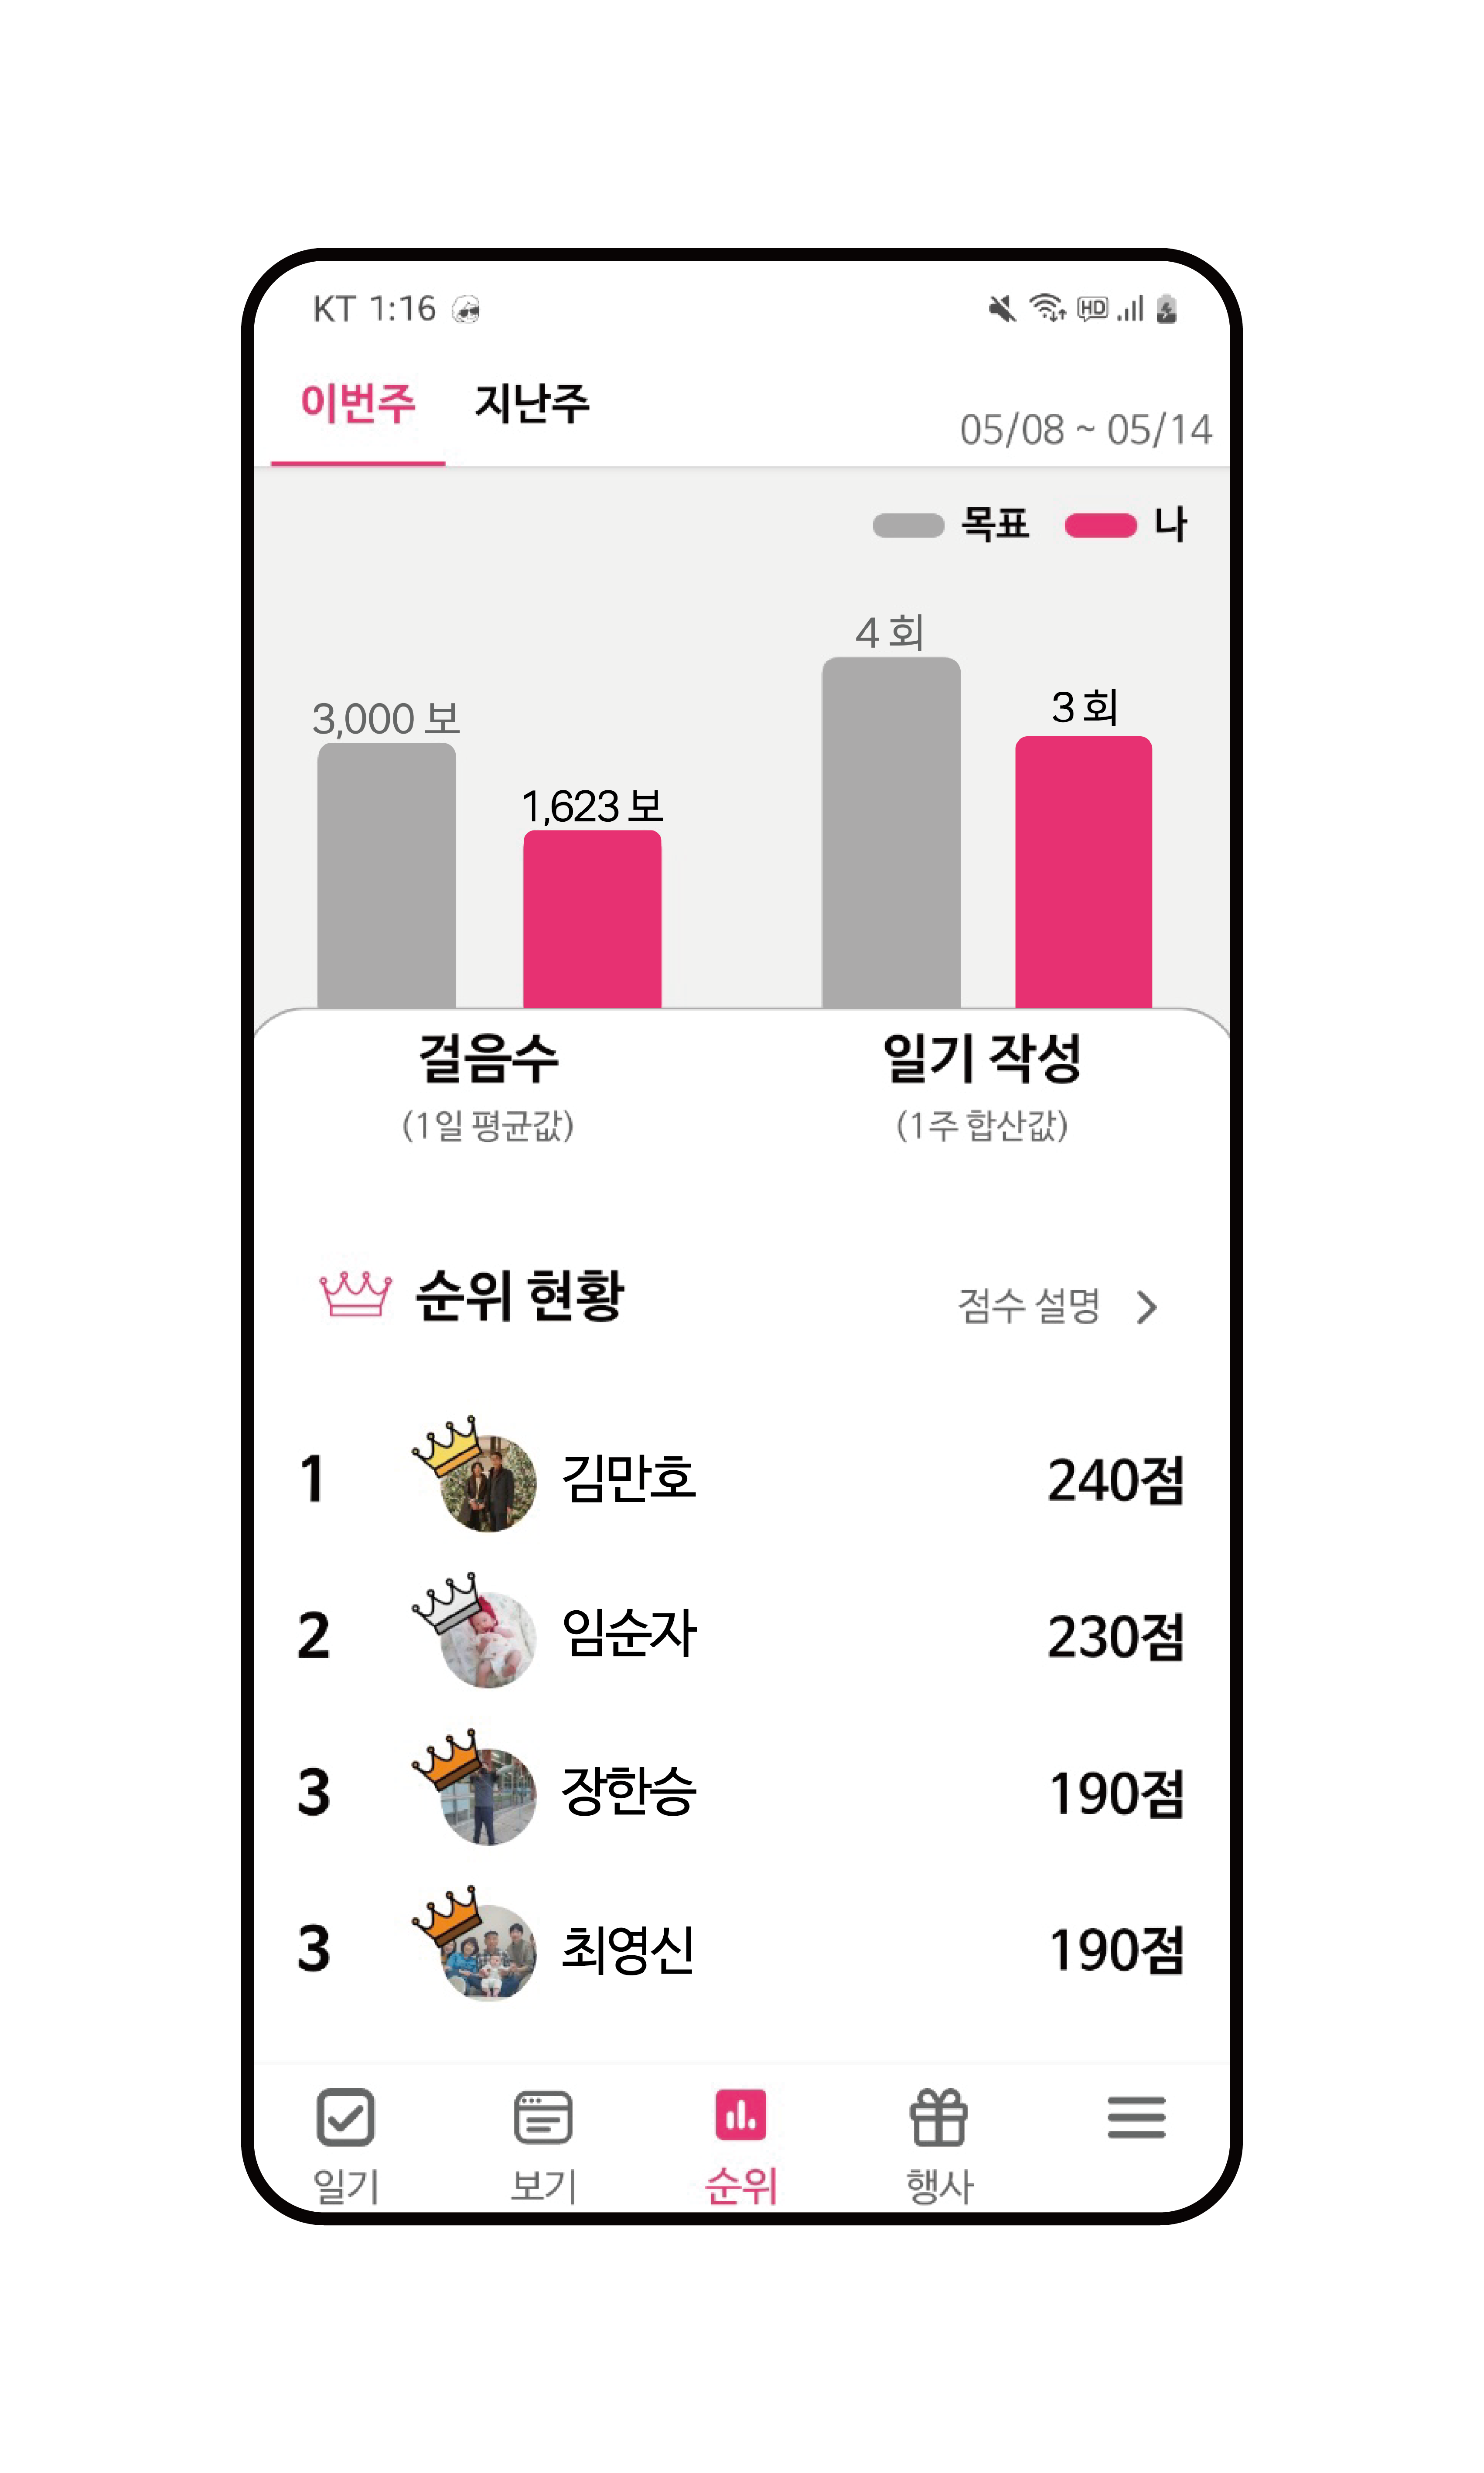 KT 1:16
HD
이번주 지난주
05/08 ~ 05/14
목표 나
4 회
3 회
3,000 보
1,623 보
걸음수 일기 작성
(1일 평균값) (1주 합산값)
순위 현황 점수 설명
1 김만호 240점
2 임순자 230점
3 장한승 190점
3 최영신 190점
일기 보기 순위 행사